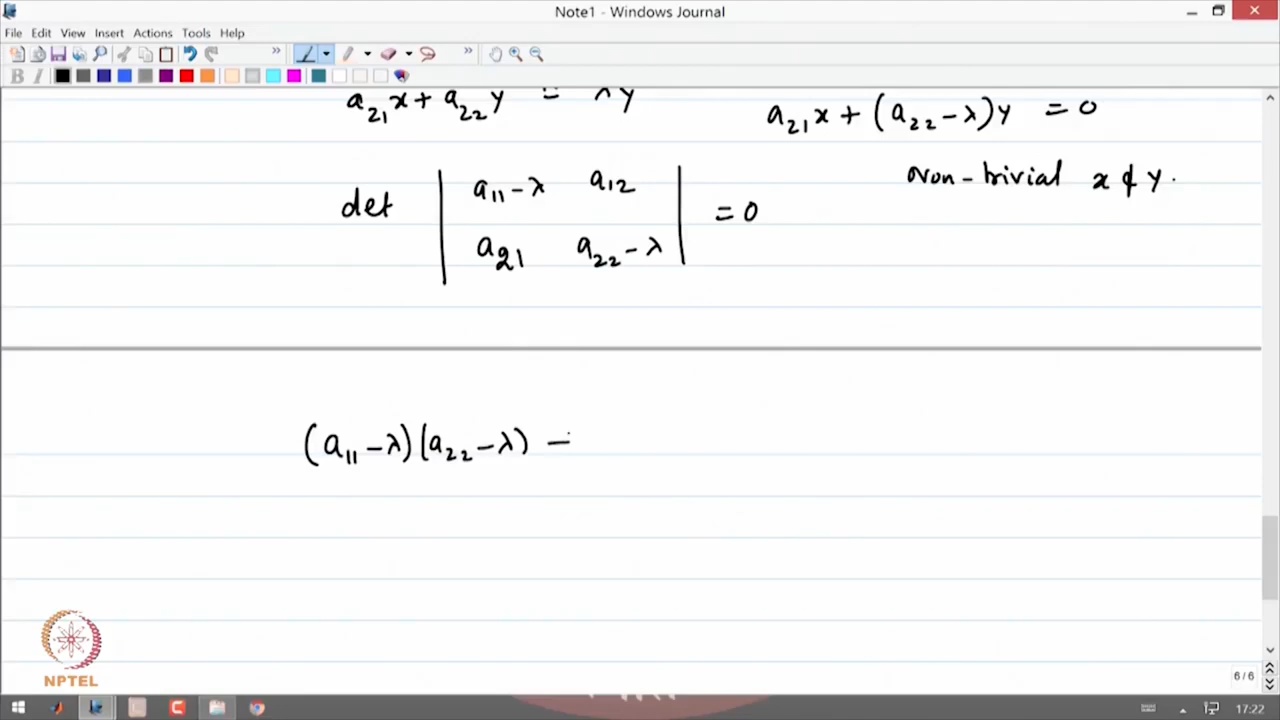 Note1 - Windows Journal
File Edit View Insert Actions Tools Help
a₂₁x + a₂₂y = λy
a₂₁x + (a₂₂ - λ)y = 0
non-trivial x & y.
det | a₁₁ - λ a₁₂ | = 0
| a₂₁ a₂₂ - λ |
(a₁₁ - λ)(a₂₂ - λ) -
NPTEL
6 / 6
17:22